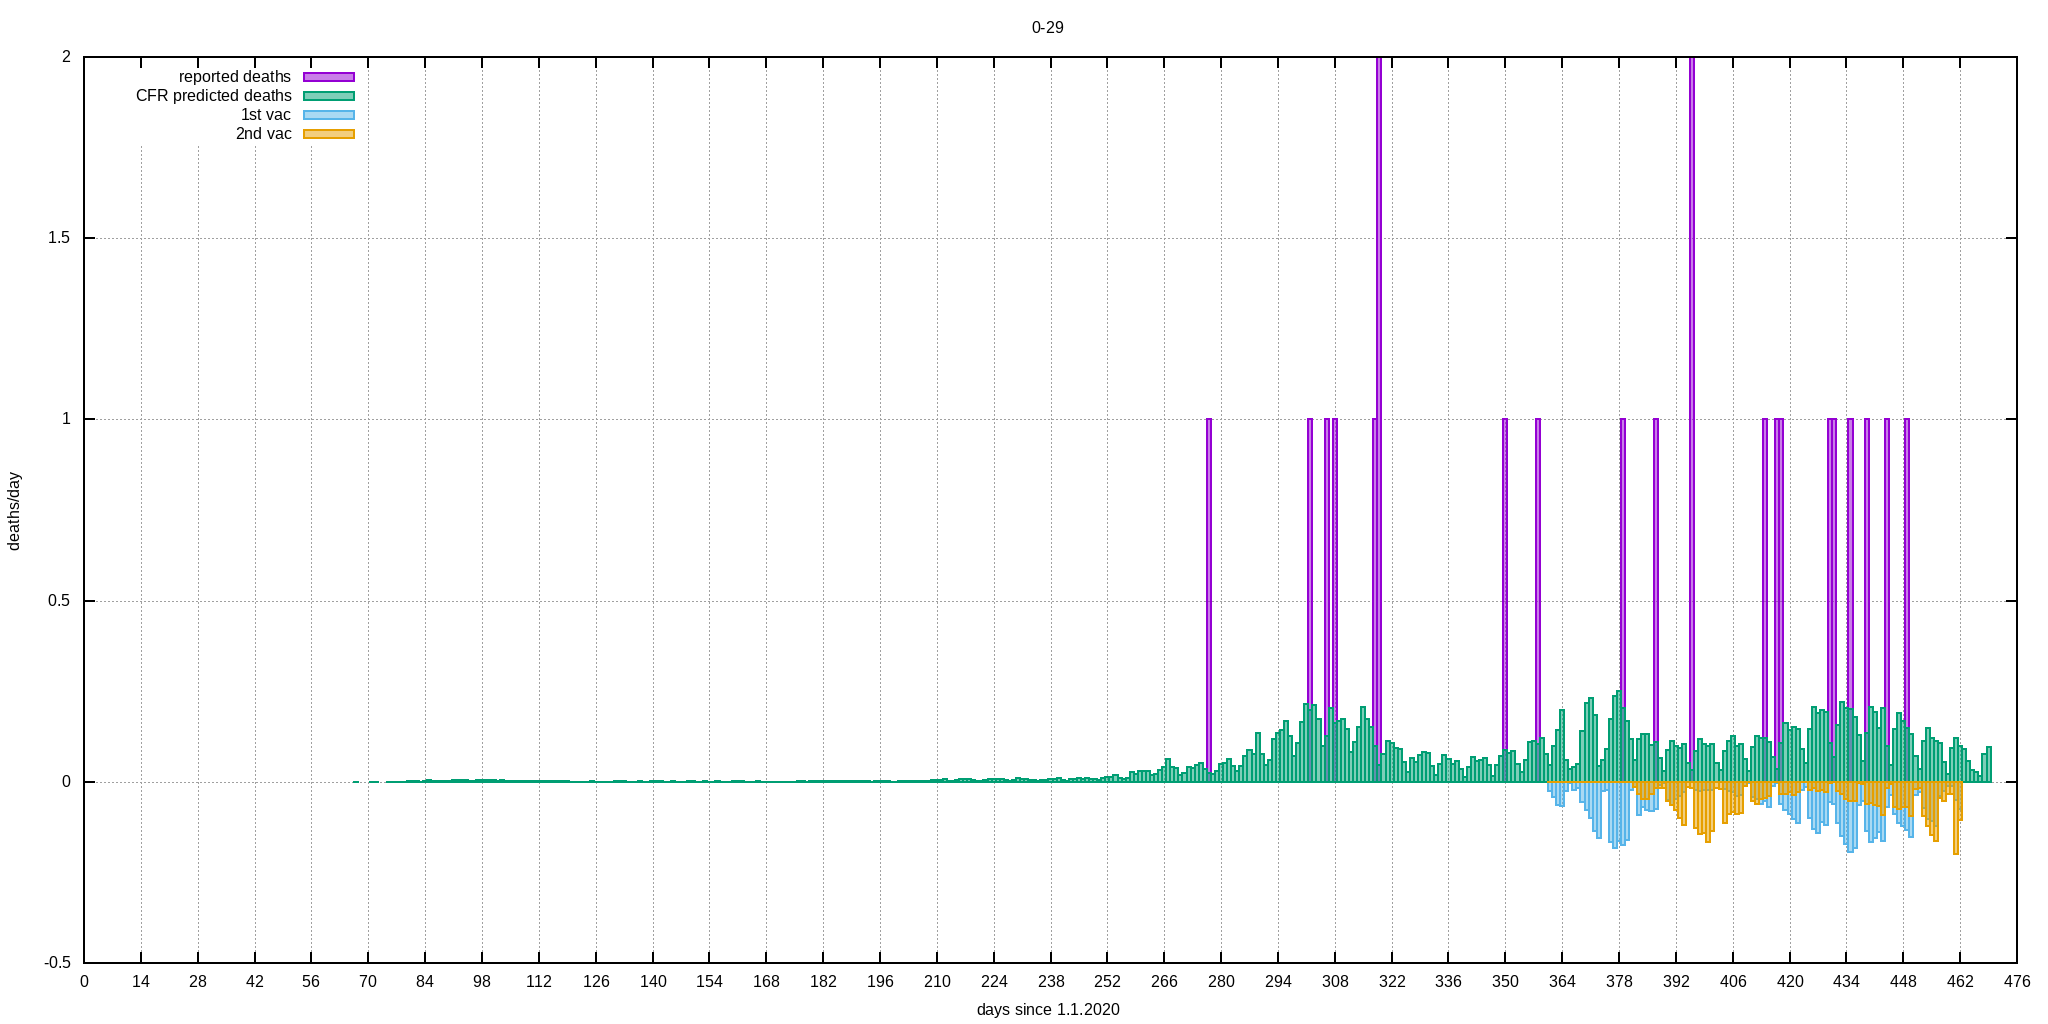 0-29
reported deaths
CFR predicted deaths
1st vac
2nd vac
2
1.5
1
0.5
0
-0.5
deaths/day
0 14 28 42 56 70 84 98 112 126 140 154 168 182 196 210 224 238 252 266 280 294 308 322 336 350 364 378 392 406 420 434 448 462 476
days since 1.1.2020